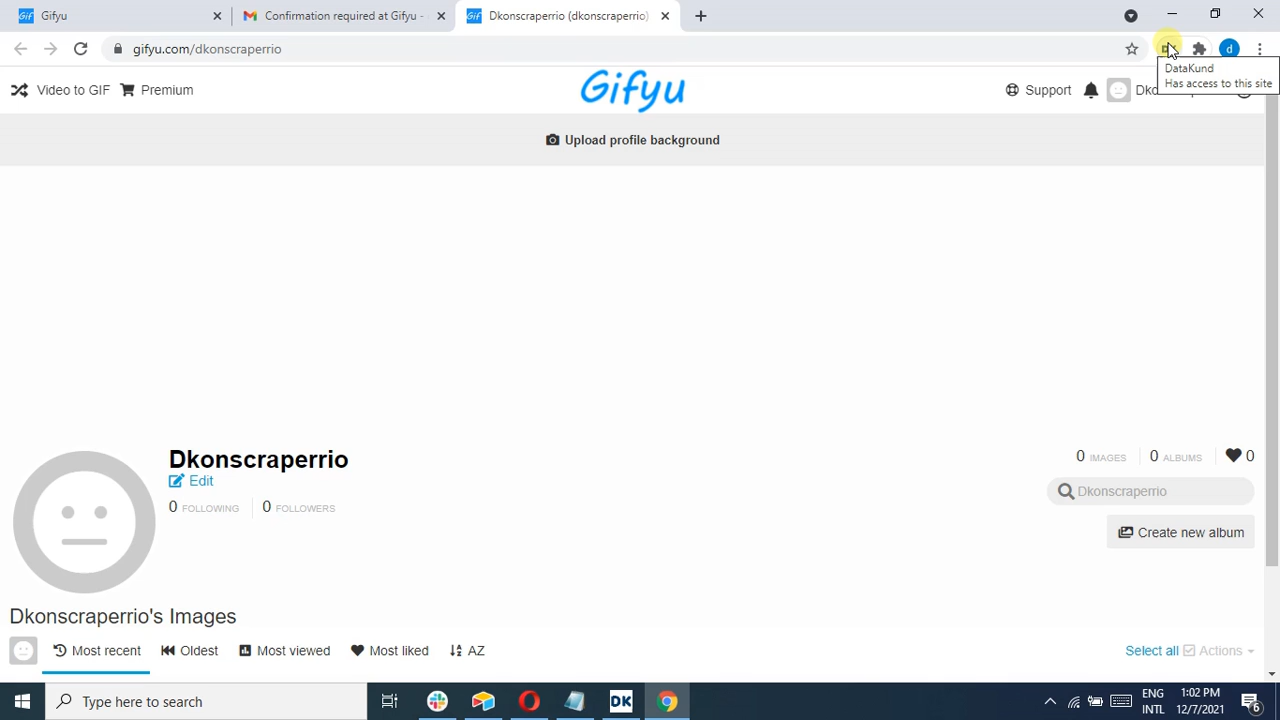 Gifyu
Confirmation required at Gifyu -
Dkonscraperrio (dkonscraperrio)
gifyu.com/dkonscraperrio
d
DataKund
Has access to this site
Video to GIF
Premium
Gifyu
Support
Upload profile background
Dkonscraperrio
Edit
0 FOLLOWING
0 FOLLOWERS
0 IMAGES
0 ALBUMS
0
Dkonscraperrio
Create new album
Dkonscraperrio's Images
Most recent
Oldest
Most viewed
Most liked
AZ
Select all
Actions
Type here to search
DK
ENG
INTL
1:02 PM
12/7/2021
6